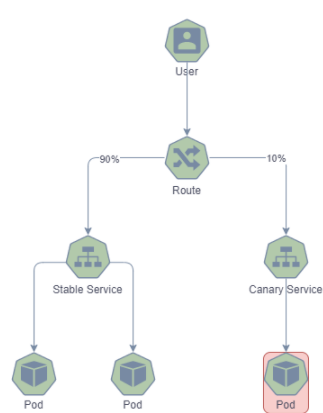 User
90%
10%
Route
Stable Service
Canary Service
Pod
Pod
Pod